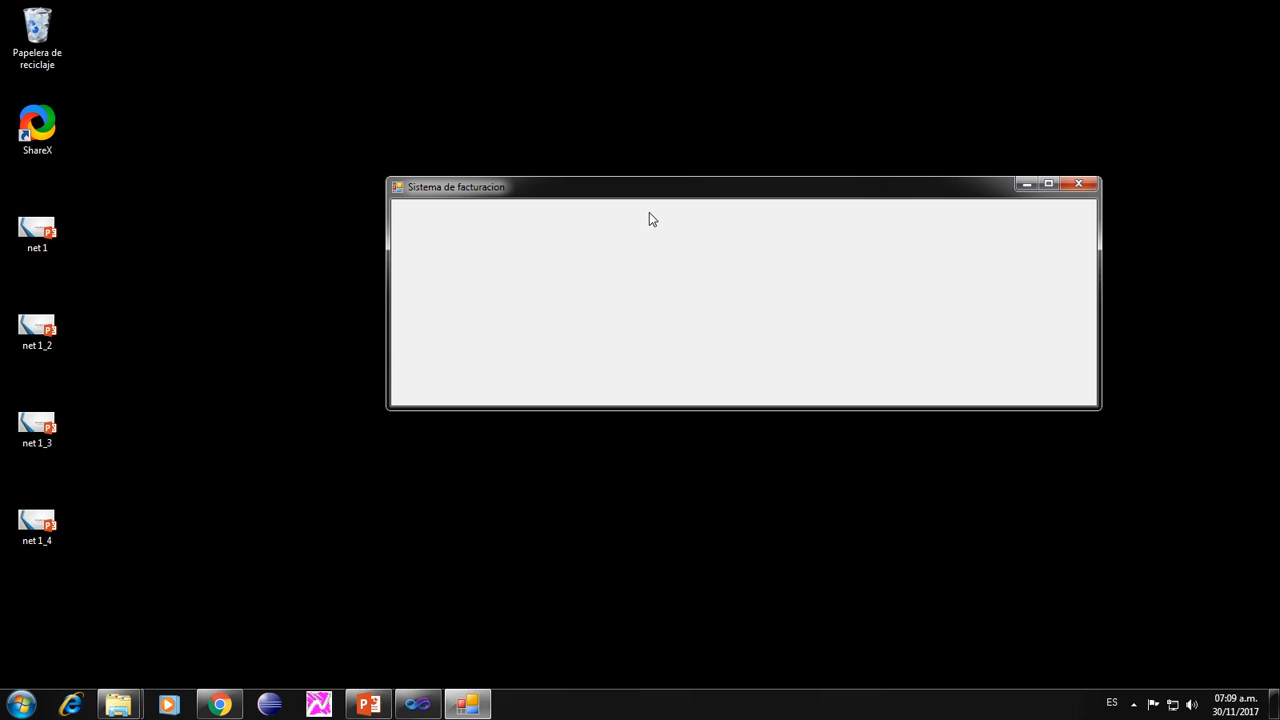 Papelera de
reciclaje
ShareX
net 1
net 1_2
net 1_3
net 1_4
Sistema de facturacion
ES
07:09 a.m.
30/11/2017